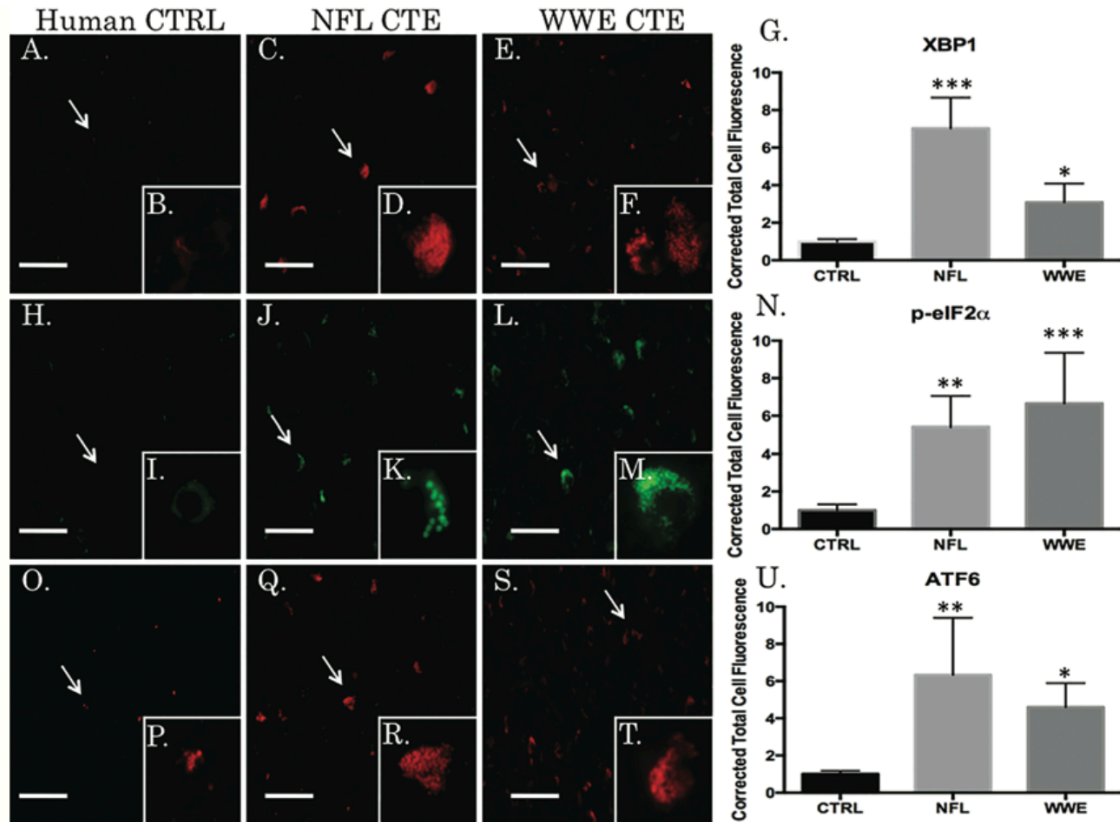 Human CTRL
NFL CTE
WWE CTE
A.
B.
C.
D.
E.
F.
G.
XBP1
Corrected Total Cell Fluorescence
10
8
6
4
2
0
***
*
CTRL
NFL
WWE
H.
I.
J.
K.
L.
M.
N.
p-eIF2α
Corrected Total Cell Fluorescence
10
8
6
4
2
0
**
***
CTRL
NFL
WWE
O.
P.
Q.
R.
S.
T.
U.
ATF6
Corrected Total Cell Fluorescence
10
8
6
4
2
0
**
*
CTRL
NFL
WWE